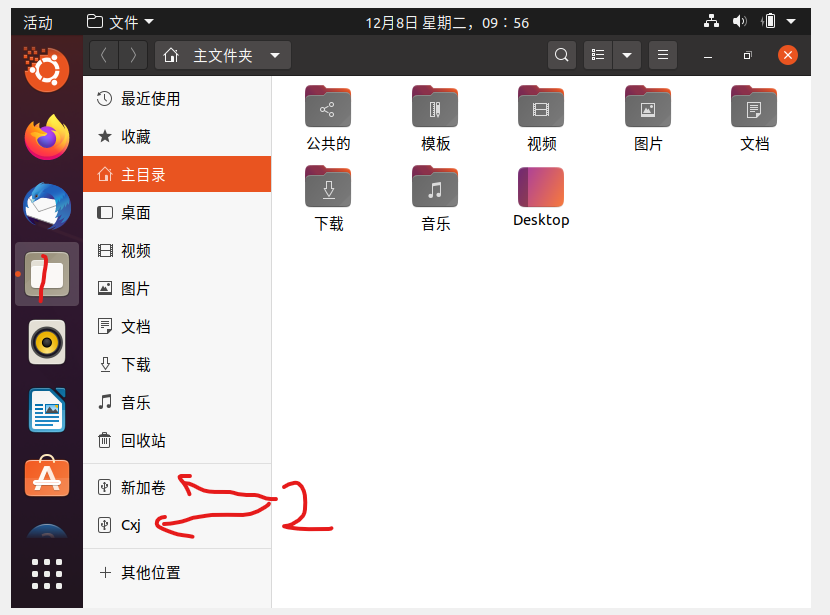 活动 文件 12月8日 星期二，09：56
主文件夹
最近使用
收藏
主目录
桌面
视频
图片
文档
下载
音乐
回收站
新加卷
Cxj
其他位置
公共的 模板 视频 图片 文档
下载 音乐 Desktop
1
2